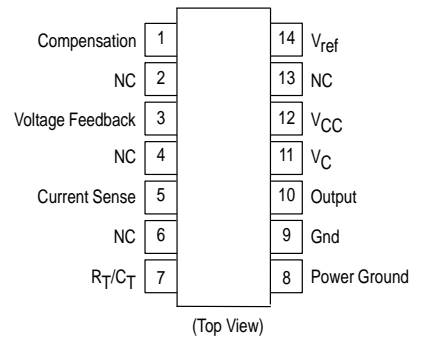 Compensation 1 14 Vref
NC 2 13 NC
Voltage Feedback 3 12 VCC
NC 4 11 VC
Current Sense 5 10 Output
NC 6 9 Gnd
RT/CT 7 8 Power Ground
(Top View)